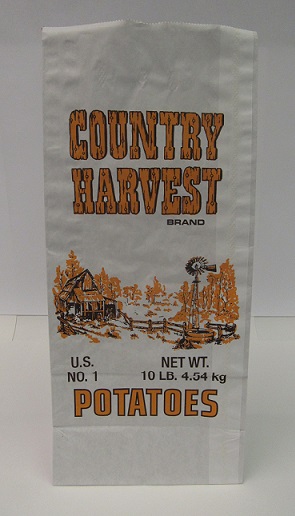 COUNTRY
HARVEST
BRAND
U.S. NET WT.
NO. 1 10 LB. 4.54 kg
POTATOES